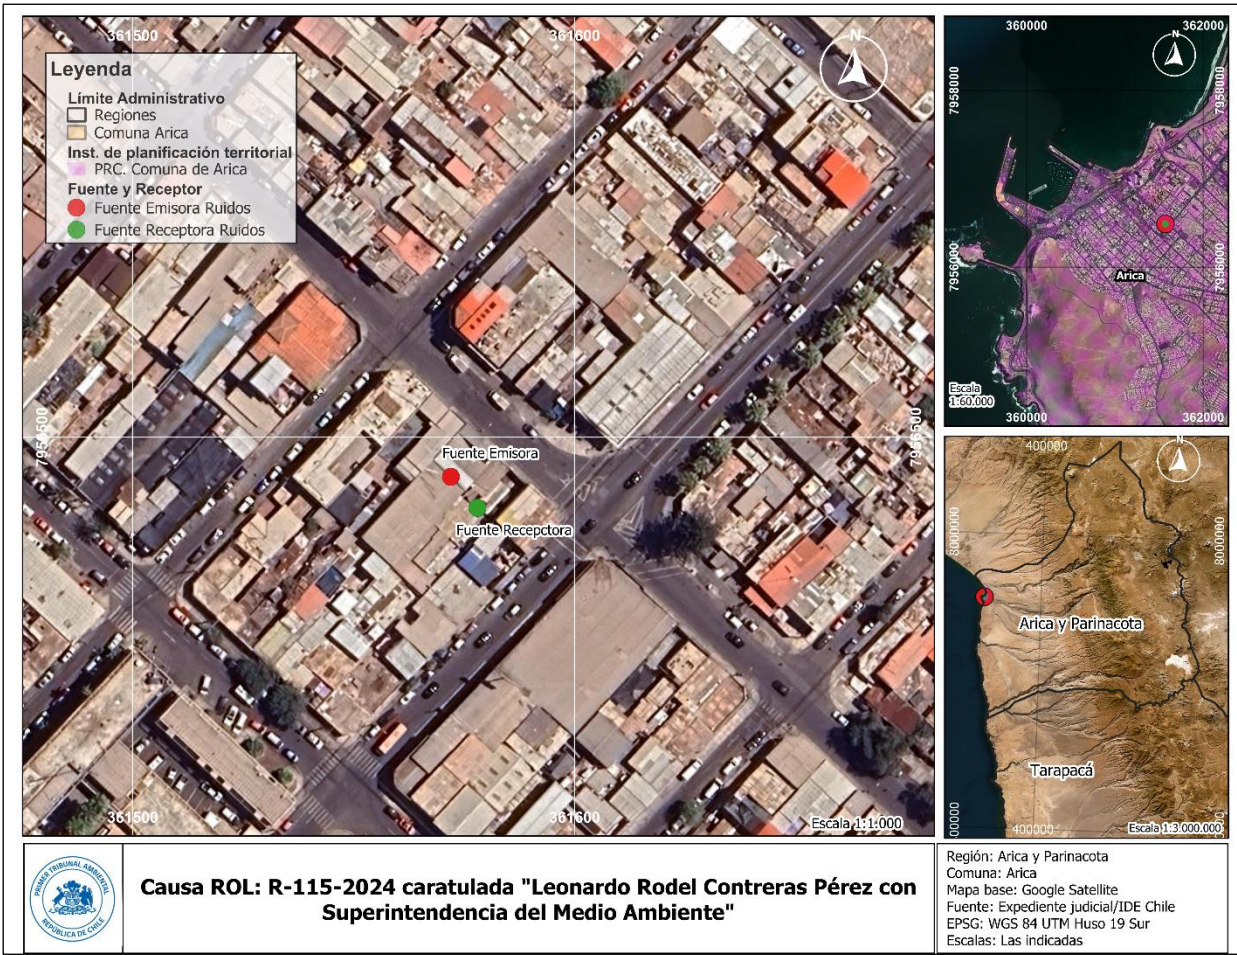 361500
361600
N
Leyenda
Límite Administrativo
Regiones
Comuna Arica
Inst. de planificación territorial
PRC. Comuna de Arica
Fuente y Receptor
Fuente Emisora Ruidos
Fuente Receptora Ruidos
7956500
Fuente Emisora
Fuente Recepctora
361500
361600
Escala 1:1.000
360000
362000
N
7958000
7958000
7956000
7956000
Arica
Escala
1:60.000
360000
362000
400000
N
8000000
8000000
Arica y Parinacota
Tarapacá
400000
Escala 1:3.000.000
PRIMER TRIBUNAL AMBIENTAL
REPÚBLICA DE CHILE
Causa ROL: R-115-2024 caratulada "Leonardo Rodel Contreras Pérez con
Superintendencia del Medio Ambiente"
Región: Arica y Parinacota
Comuna: Arica
Mapa base: Google Satellite
Fuente: Expediente judicial/IDE Chile
EPSG: WGS 84 UTM Huso 19 Sur
Escalas: Las indicadas